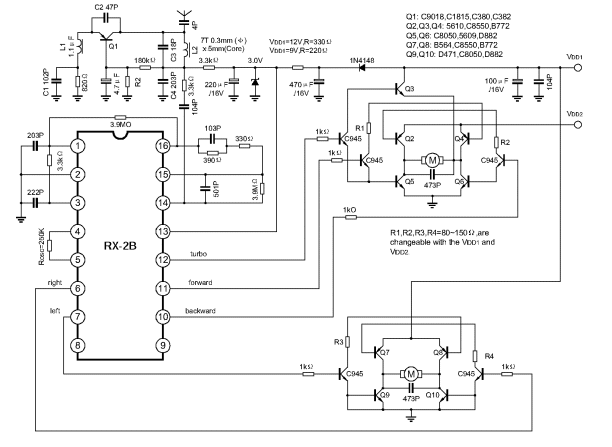 C2 47P
4P
Q1: C9018,C1815,C380,C382
Q2,Q3,Q4: 5610,C8550,B772
Q5,Q6: C8050,5609,D882
Q7,Q8: B564,C8550,B772
Q9,Q10: D471,C8050,D882
L1
1.1µF
Q1
C3 18P
L2
7T 0.3mm (÷)
x 5mm(Core)
VDD1=12V,R=330Ω
VDD1=9V,R=220Ω
180kΩ
3.3kΩ
3.0V
1N4148
VDD1
C1 102P
820Ω
4.7µF
R2
C4 203P
3.3kΩ
220µF
/16V
470µF
/16V
Q3
100µF
/16V
104P
104P
VDD2
3.9MΩ
203P
103P
330Ω
390Ω
1kΩ
R1
Q2
Q4
R2
C945
M
C945
C945
473P
Q5
Q6
1kΩ
1kΩ
3.3kΩ
222P
501P
3.9MΩ
1 16
2 15
3 14
4 13
5 12
6 11
7 10
8 9
RX-2B
Rosc=250K
right
left
turbo
forward
backward
1kΩ
R1,R2,R3,R4=80~150Ω,are
changeable with the VDD1 and
VDD2
R3
Q7
Q8
R4
1kΩ
C945
M
C945
1kΩ
473P
Q9
Q10